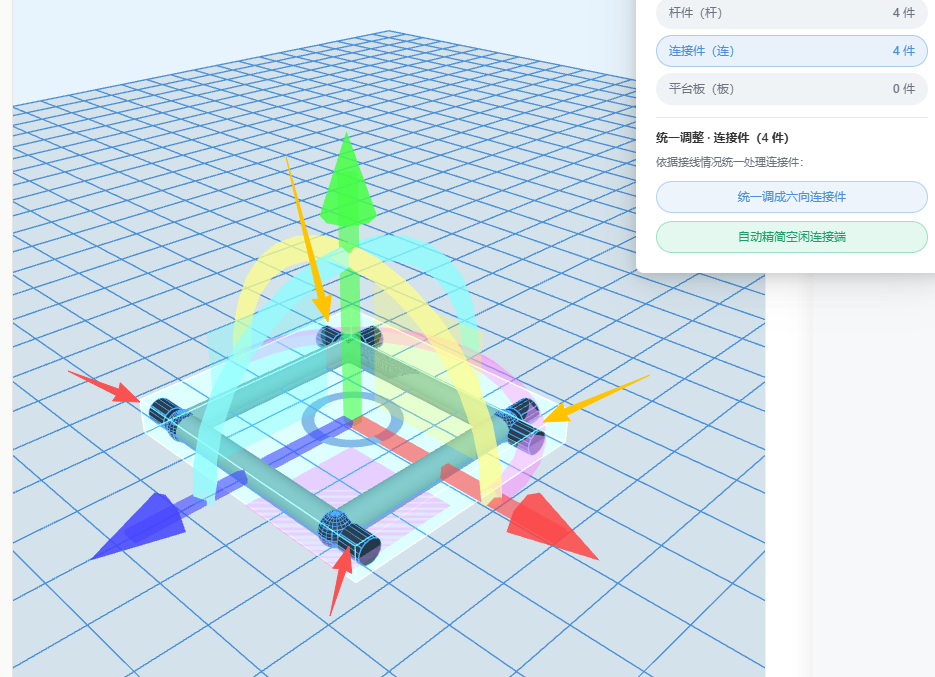 杆件（杆） 4 件
连接件（连） 4 件
平台板（板） 0 件
统一调整 · 连接件（4 件）
依据接线情况统一处理连接件：
统一调成六向连接件
自动精简空闲连接端